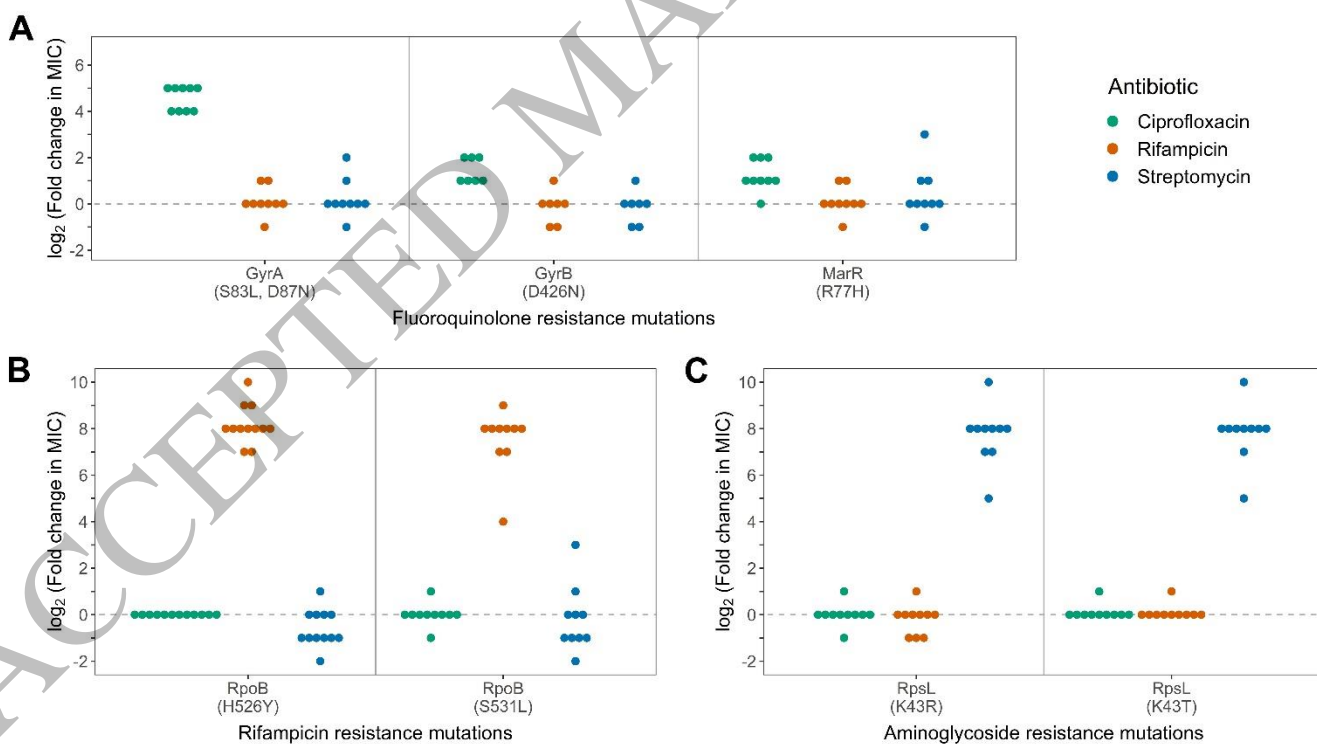 A
log2 (Fold change in MIC)
6
4
2
0
-2
GyrA
(S83L, D87N)
GyrB
(D426N)
MarR
(R77H)
Fluoroquinolone resistance mutations
Antibiotic
Ciprofloxacin
Rifampicin
Streptomycin
B
log2 (Fold change in MIC)
10
8
6
4
2
0
-2
RpoB
(H526Y)
RpoB
(S531L)
Rifampicin resistance mutations
C
log2 (Fold change in MIC)
10
8
6
4
2
0
-2
RpsL
(K43R)
RpsL
(K43T)
Aminoglycoside resistance mutations
ACCEPTED MA